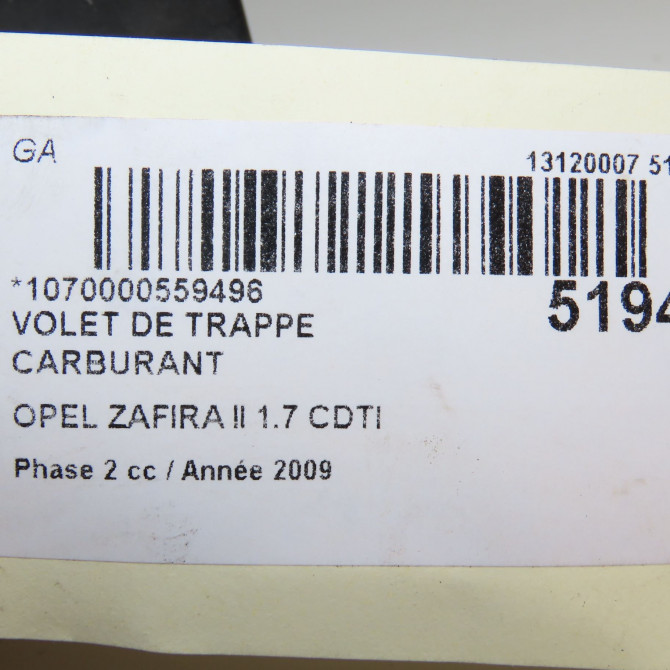 GA
13120007 51
*1070000559496
5194
VOLET DE TRAPPE
CARBURANT
OPEL ZAFIRA II 1.7 CDTI
Phase 2 cc / Année 2009